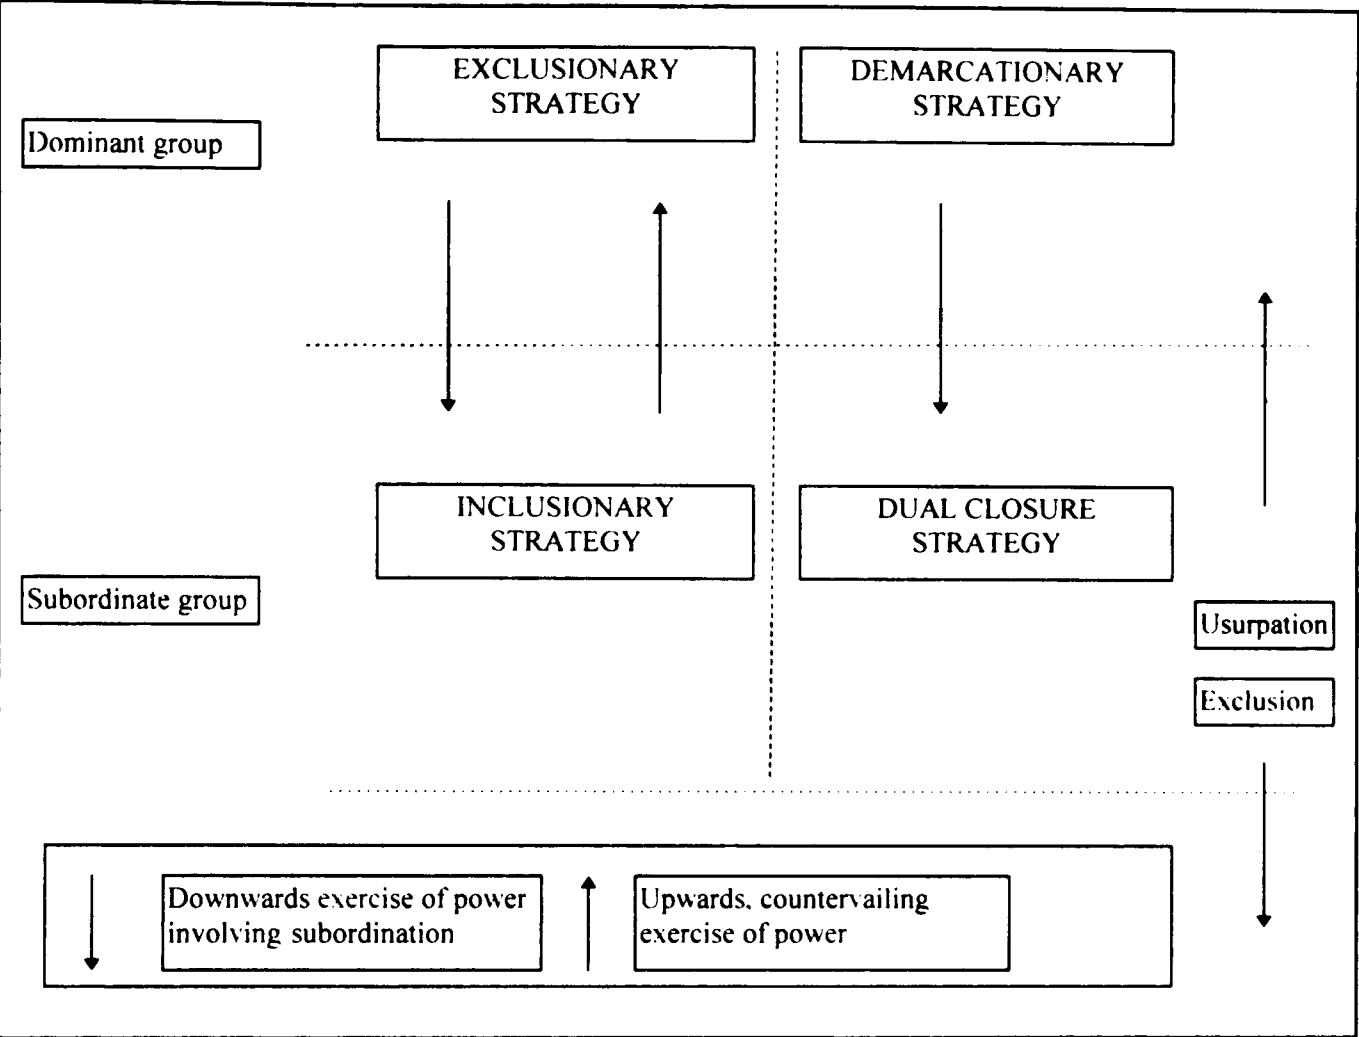 EXCLUSIONARY
STRATEGY
DEMARCATIONARY
STRATEGY
Dominant group
INCLUSIONARY
STRATEGY
DUAL CLOSURE
STRATEGY
Subordinate group
Usurpation
Exclusion
Downwards exercise of power
involving subordination
Upwards, countervailing
exercise of power